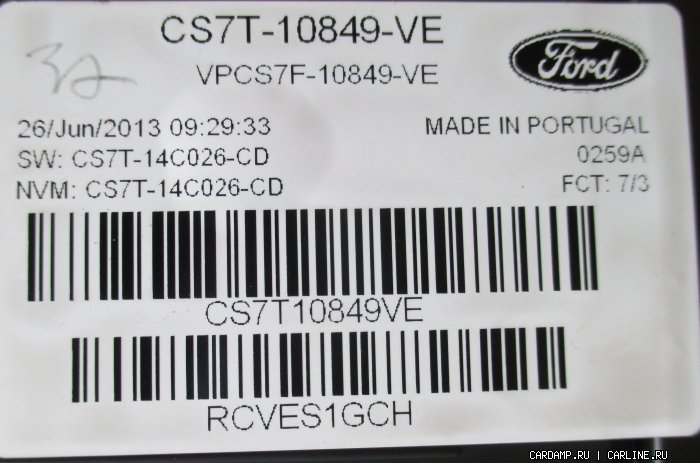 CS7T-10849-VE
VPCS7F-10849-VE
Ford
26/Jun/2013 09:29:33
MADE IN PORTUGAL
SW: CS7T-14C026-CD
0259A
NVM: CS7T-14C026-CD
FCT: 7/3
CS7T10849VE
RCVES1GCH
CARDAMP.RU | CARLINE.RU